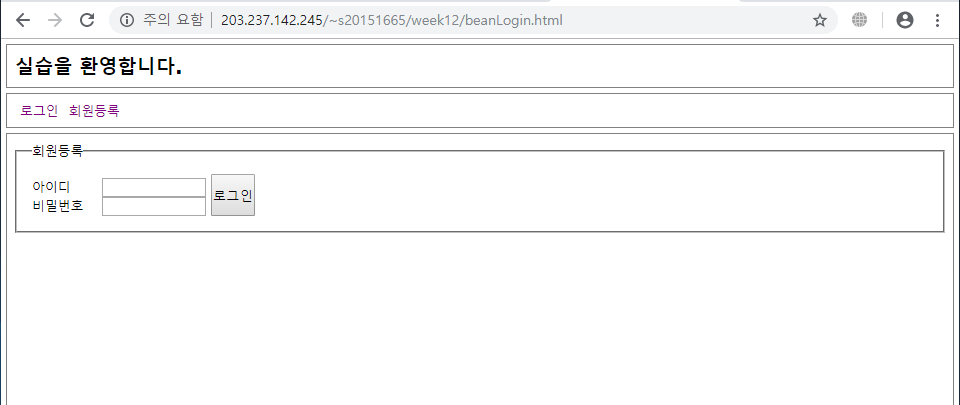 주의 요함 203.237.142.245/~s20151665/week12/beanLogin.html
실습을 환영합니다.
로그인 회원등록
회원등록
아이디
비밀번호
로그인